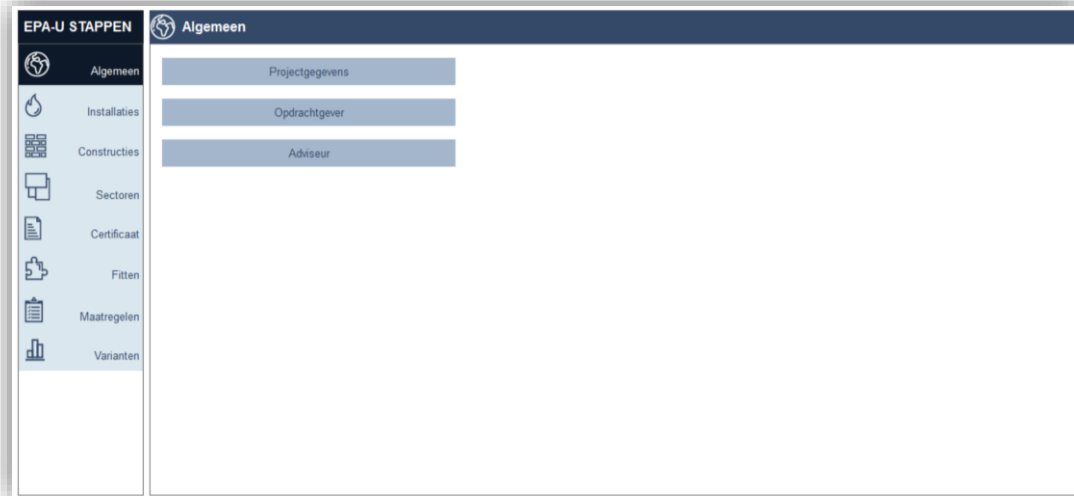 EPA-U STAPPEN
Algemeen
Installaties
Constructies
Sectoren
Certificaat
Fitten
Maatregelen
Varianten
Algemeen
Projectgegevens
Opdrachtgever
Adviseur